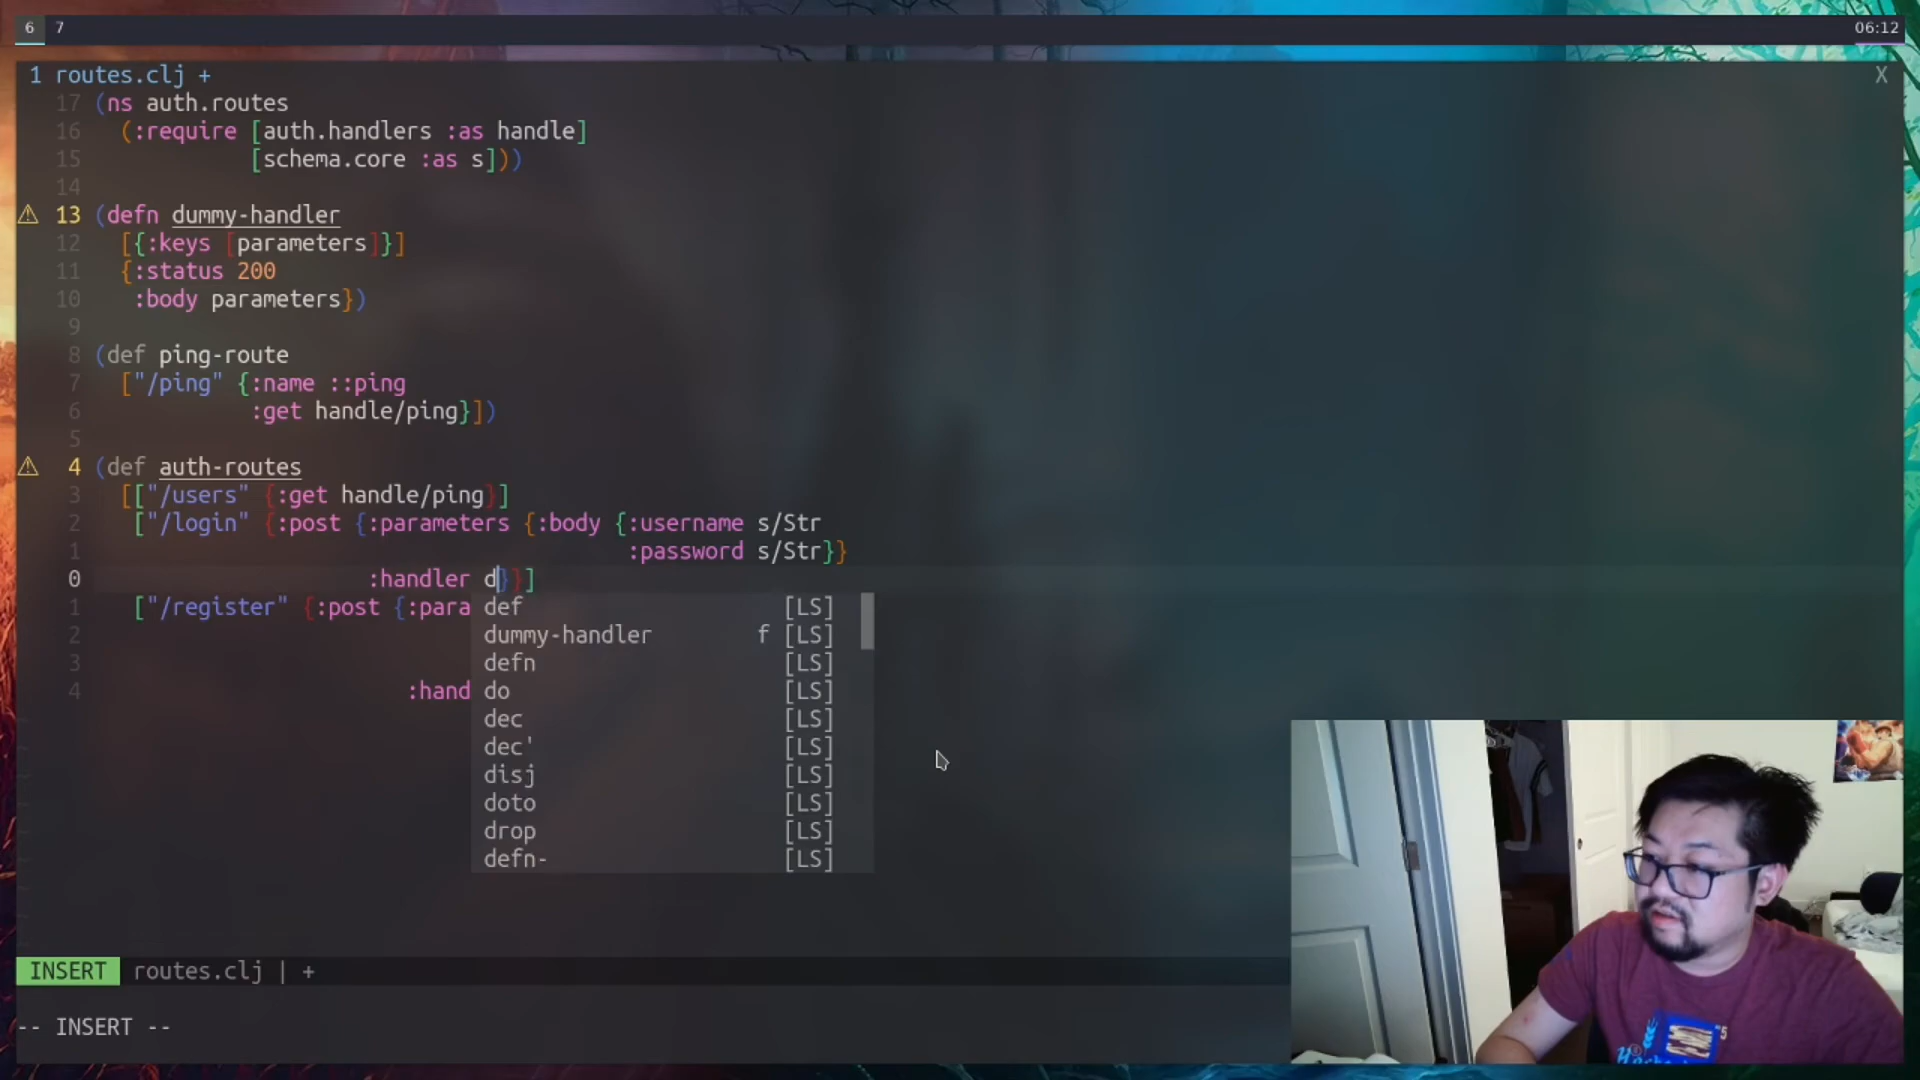 6 7 06:12
1 routes.clj + X
17 (ns auth.routes
16 (:require [auth.handlers :as handle]
15 [schema.core :as s]))
14
⚠ 13 (defn dummy-handler
12 [{:keys [parameters]}]
11 {:status 200
10 :body parameters})
9
8 (def ping-route
7 ["/ping" {:name ::ping
6 :get handle/ping}])
5
⚠ 4 (def auth-routes
3 [["/users" {:get handle/ping}]
2 ["/login" {:post {:parameters {:body {:username s/Str
1 :password s/Str}}
0 :handler d}}]
1 ["/register" {:post {:para
2
3
4 :hand
def [LS]
dummy-handler f [LS]
defn [LS]
do [LS]
dec [LS]
dec' [LS]
disj [LS]
doto [LS]
drop [LS]
defn- [LS]
INSERT routes.clj | +
-- INSERT --